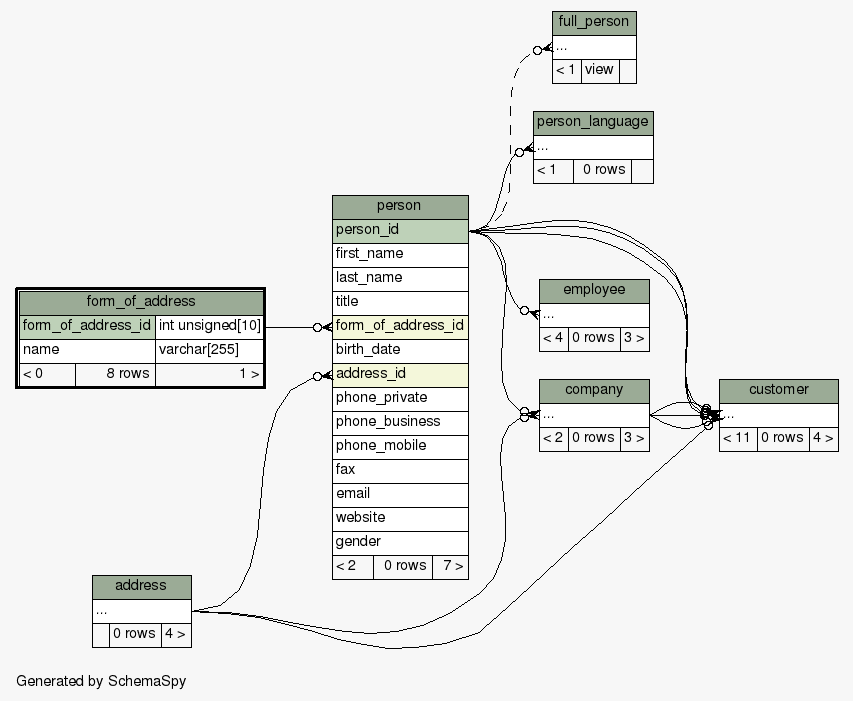 full_person
...
< 1 view
person_language
...
< 1 0 rows
person
person_id
first_name
last_name
title
form_of_address_id
birth_date
address_id
phone_private
phone_business
phone_mobile
fax
email
website
gender
< 2 0 rows 7 >
form_of_address
form_of_address_id int unsigned[10]
name varchar[255]
< 0 8 rows 1 >
employee
...
< 4 0 rows 3 >
company
...
< 2 0 rows 3 >
customer
...
< 11 0 rows 4 >
address
...
0 rows 4 >
Generated by SchemaSpy